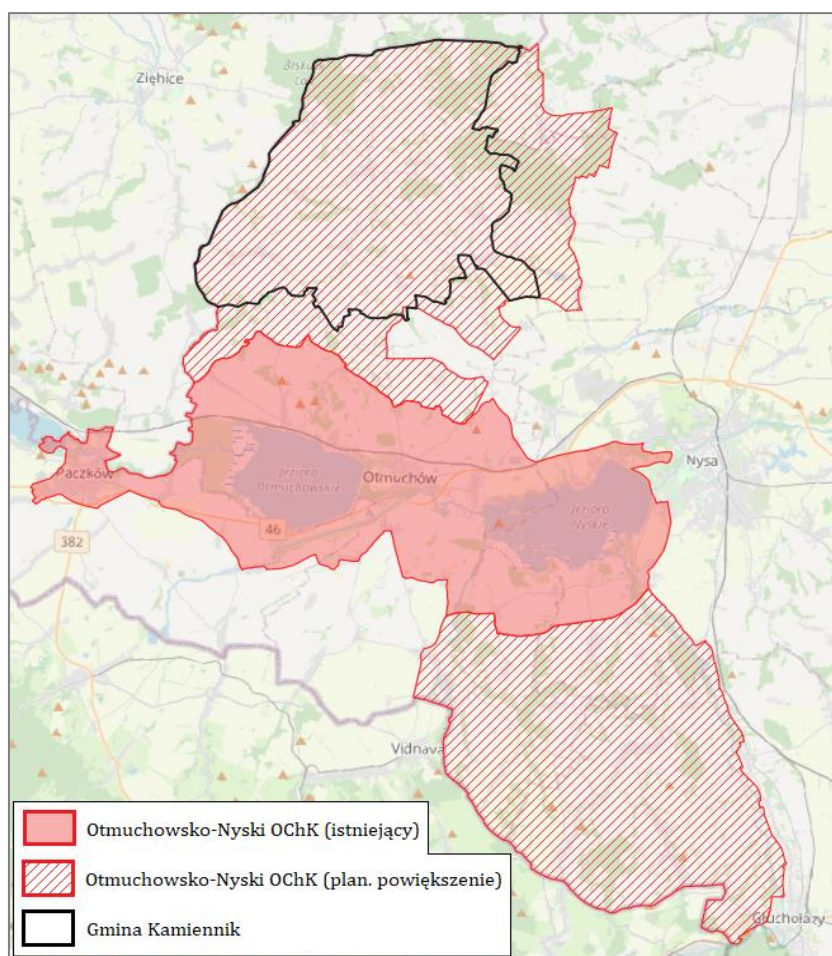 Ziębice
Bisk
Paczków
Jezioro
Otmuchowskie
Otmuchów
Nysa
Jezioro
Nyskie
46
382
Vidnava
Głuchołazy
Otmuchowsko-Nyski OChK (istniejący)
Otmuchowsko-Nyski OChK (plan. powiększenie)
Gmina Kamiennik